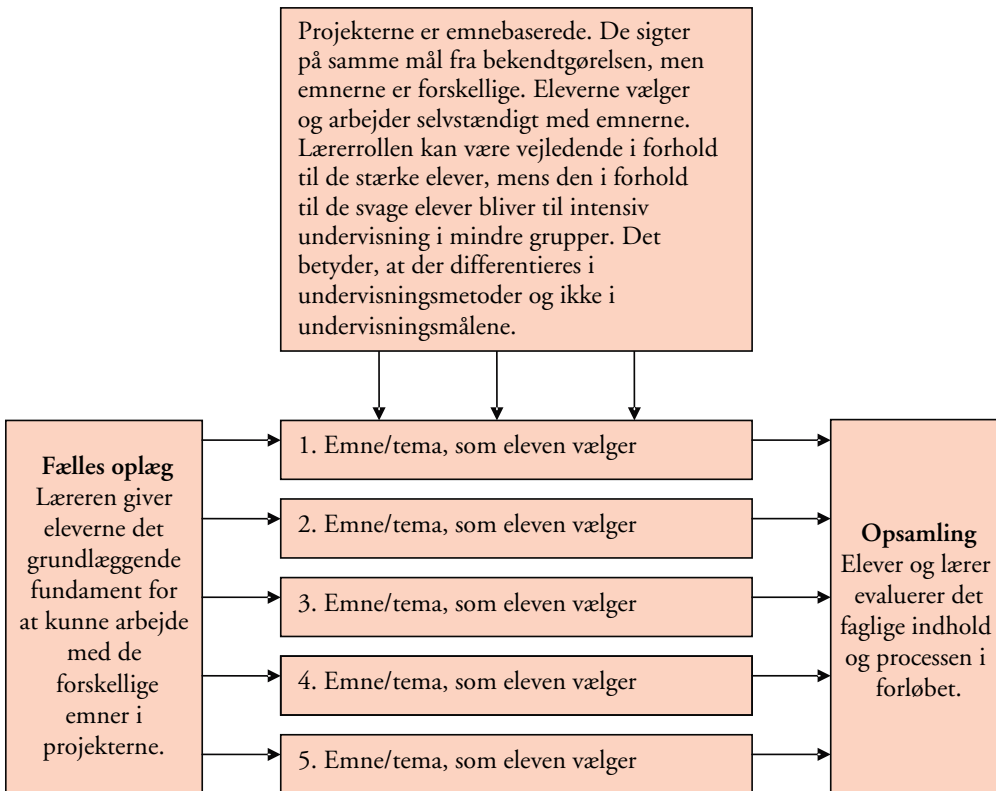 Projekterne er emnebaserede. De sigter
på samme mål fra bekendtgørelsen, men
emnerne er forskellige. Eleverne vælger
og arbejder selvstændigt med emnerne.
Lærerrollen kan være vejledende i forhold
til de stærke elever, mens den i forhold
til de svage elever bliver til intensiv
undervisning i mindre grupper. Det
betyder, at der differentieres i
undervisningsmetoder og ikke i
undervisningsmålene.
Fælles oplæg
Læreren giver
eleverne det
grundlæggende
fundament for
at kunne arbejde
med de
forskellige
emner i
projekterne.
1. Emne/tema, som eleven vælger
2. Emne/tema, som eleven vælger
3. Emne/tema, som eleven vælger
4. Emne/tema, som eleven vælger
5. Emne/tema, som eleven vælger
Opsamling
Elever og lærer
evaluerer det
faglige indhold
og processen i
forløbet.